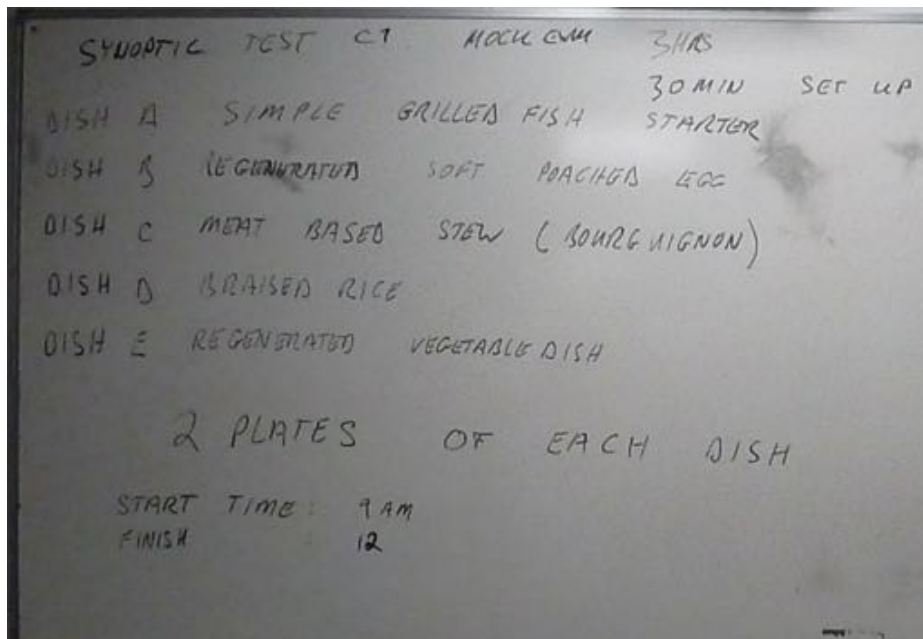 SYNOPTIC TEST C1 MOCK EXM 3HRS
30 MIN SET UP
DISH A SIMPLE GRILLED FISH STARTER
DISH B REGENERATED SOFT POACHED EGG
DISH C MEAT BASED STEW (BOURGUIGNON)
DISH D BRAISED RICE
DISH E REGENERATED VEGETABLE DISH
2 PLATES OF EACH DISH
START TIME: 9 AM
FINISH : 12